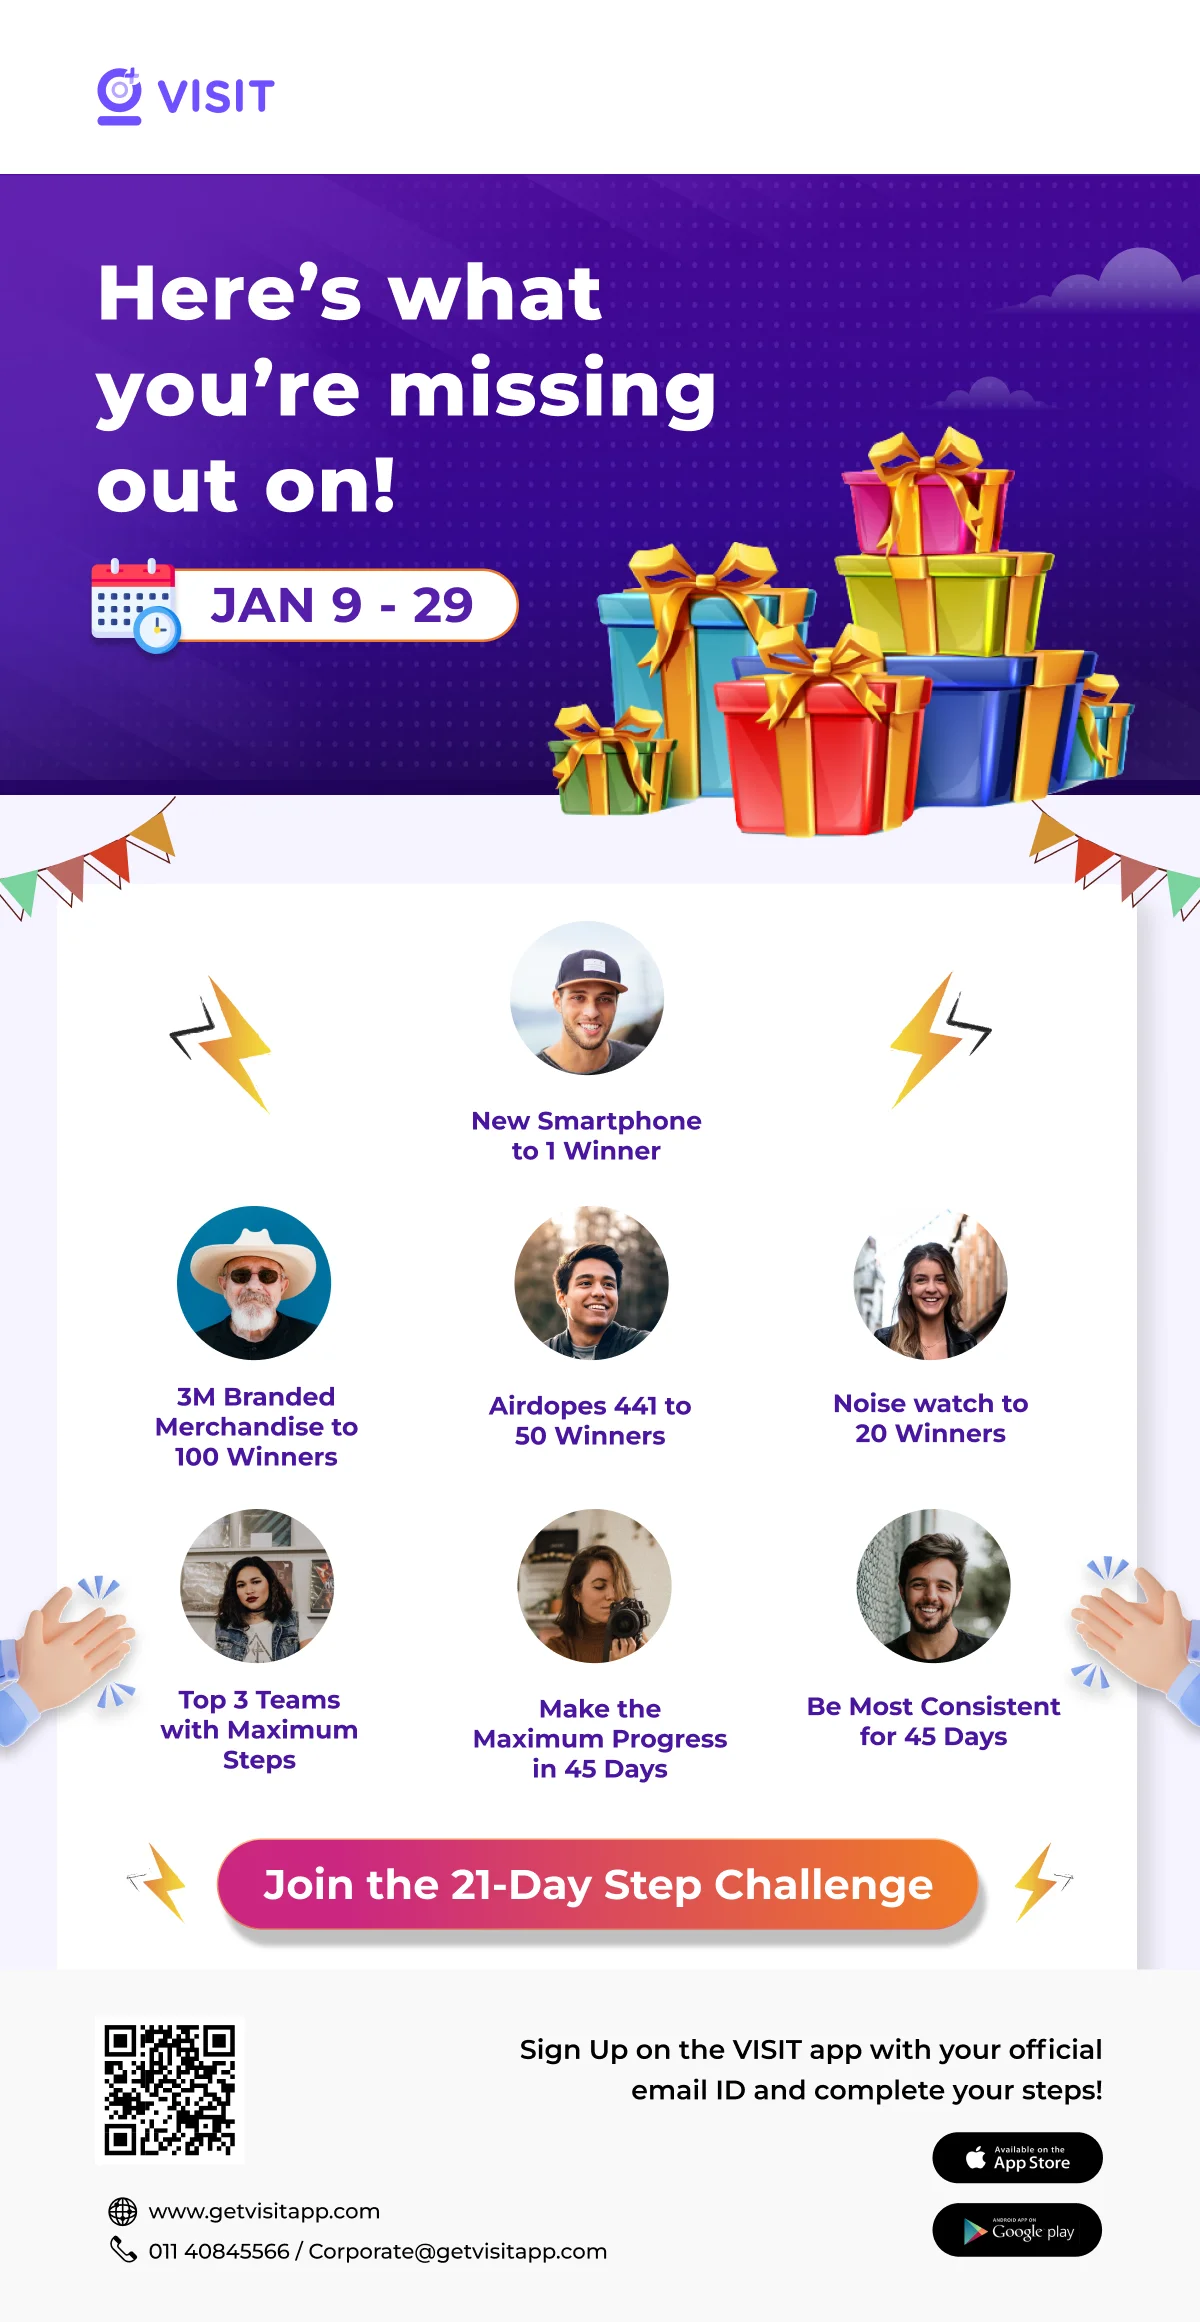 VISIT
Here's what
you're missing
out on!
JAN 9 - 29
New Smartphone
to 1 Winner
3M Branded
Merchandise to
100 Winners
Airdopes 441 to
50 Winners
Noise watch to
20 Winners
Top 3 Teams
with Maximum
Steps
Make the
Maximum Progress
in 45 Days
Be Most Consistent
for 45 Days
Join the 21-Day Step Challenge
Sign Up on the VISIT app with your official
email ID and complete your steps!
Available on the
App Store
ANDROID APP ON
Google play
www.getvisitapp.com
011 40845566 / Corporate@getvisitapp.com